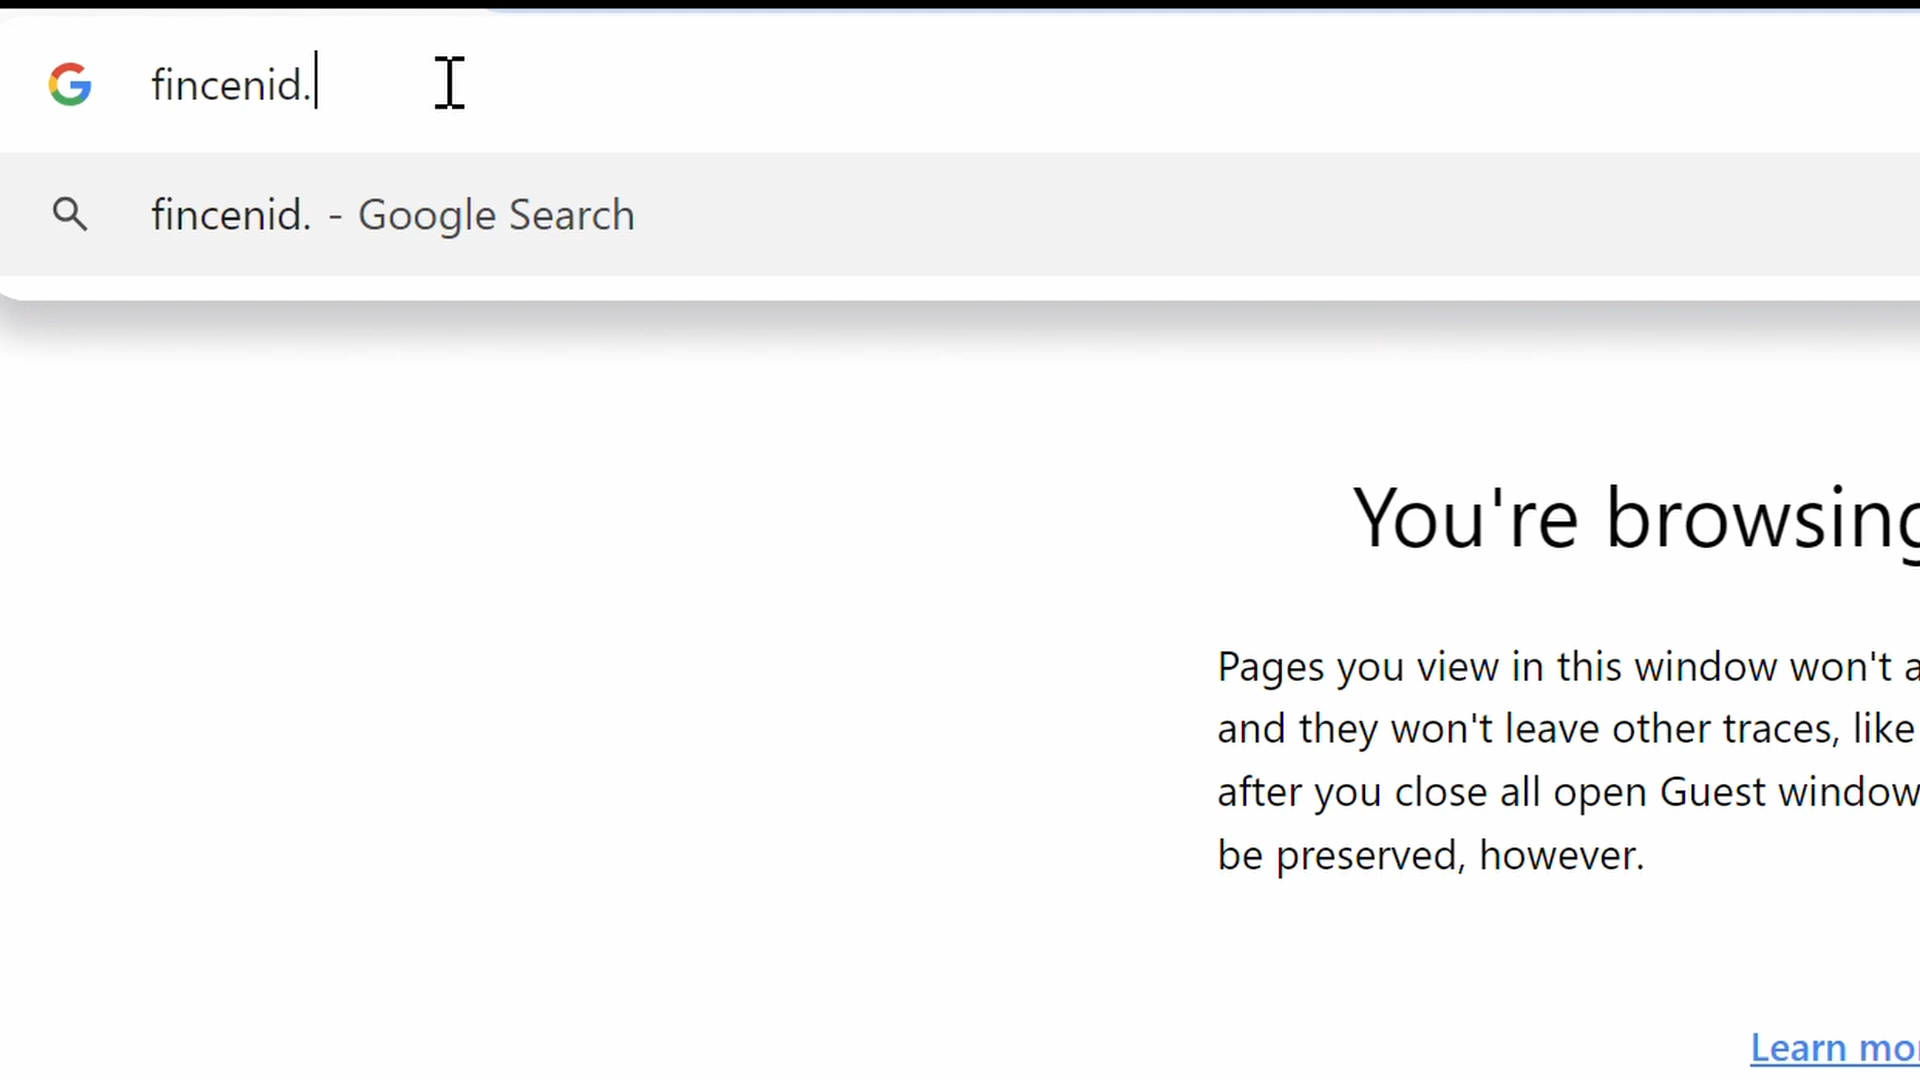 fincenid.
fincenid. - Google Search
You're browsing
Pages you view in this window won't a
and they won't leave other traces, like
after you close all open Guest window
be preserved, however.
Learn mo